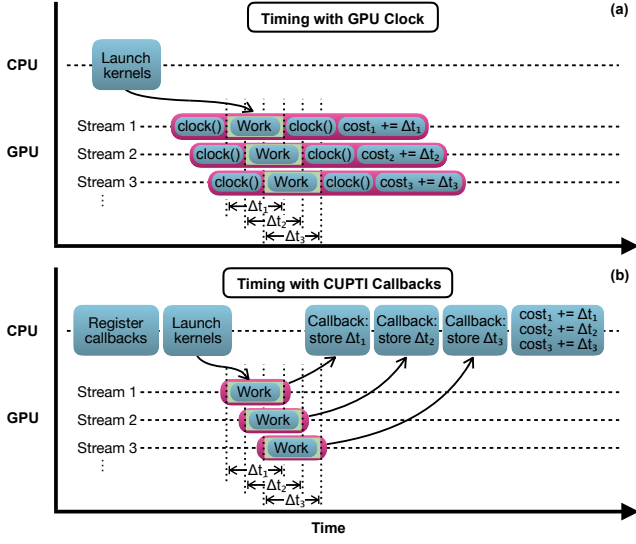 (a)
Timing with GPU Clock
CPU
Launch
kernels
GPU
Stream 1
clock() Work clock() cost₁ += Δt₁
Stream 2
clock() Work clock() cost₂ += Δt₂
Stream 3
clock() Work clock() cost₃ += Δt₃
⋮
Δt₁
Δt₂
Δt₃
(b)
Timing with CUPTI Callbacks
CPU
Register
callbacks
Launch
kernels
Callback:
store Δt₁
Callback:
store Δt₂
Callback:
store Δt₃
cost₁ += Δt₁
cost₂ += Δt₂
cost₃ += Δt₃
GPU
Stream 1
Work
Stream 2
Work
Stream 3
Work
⋮
Δt₁
Δt₂
Δt₃
Time